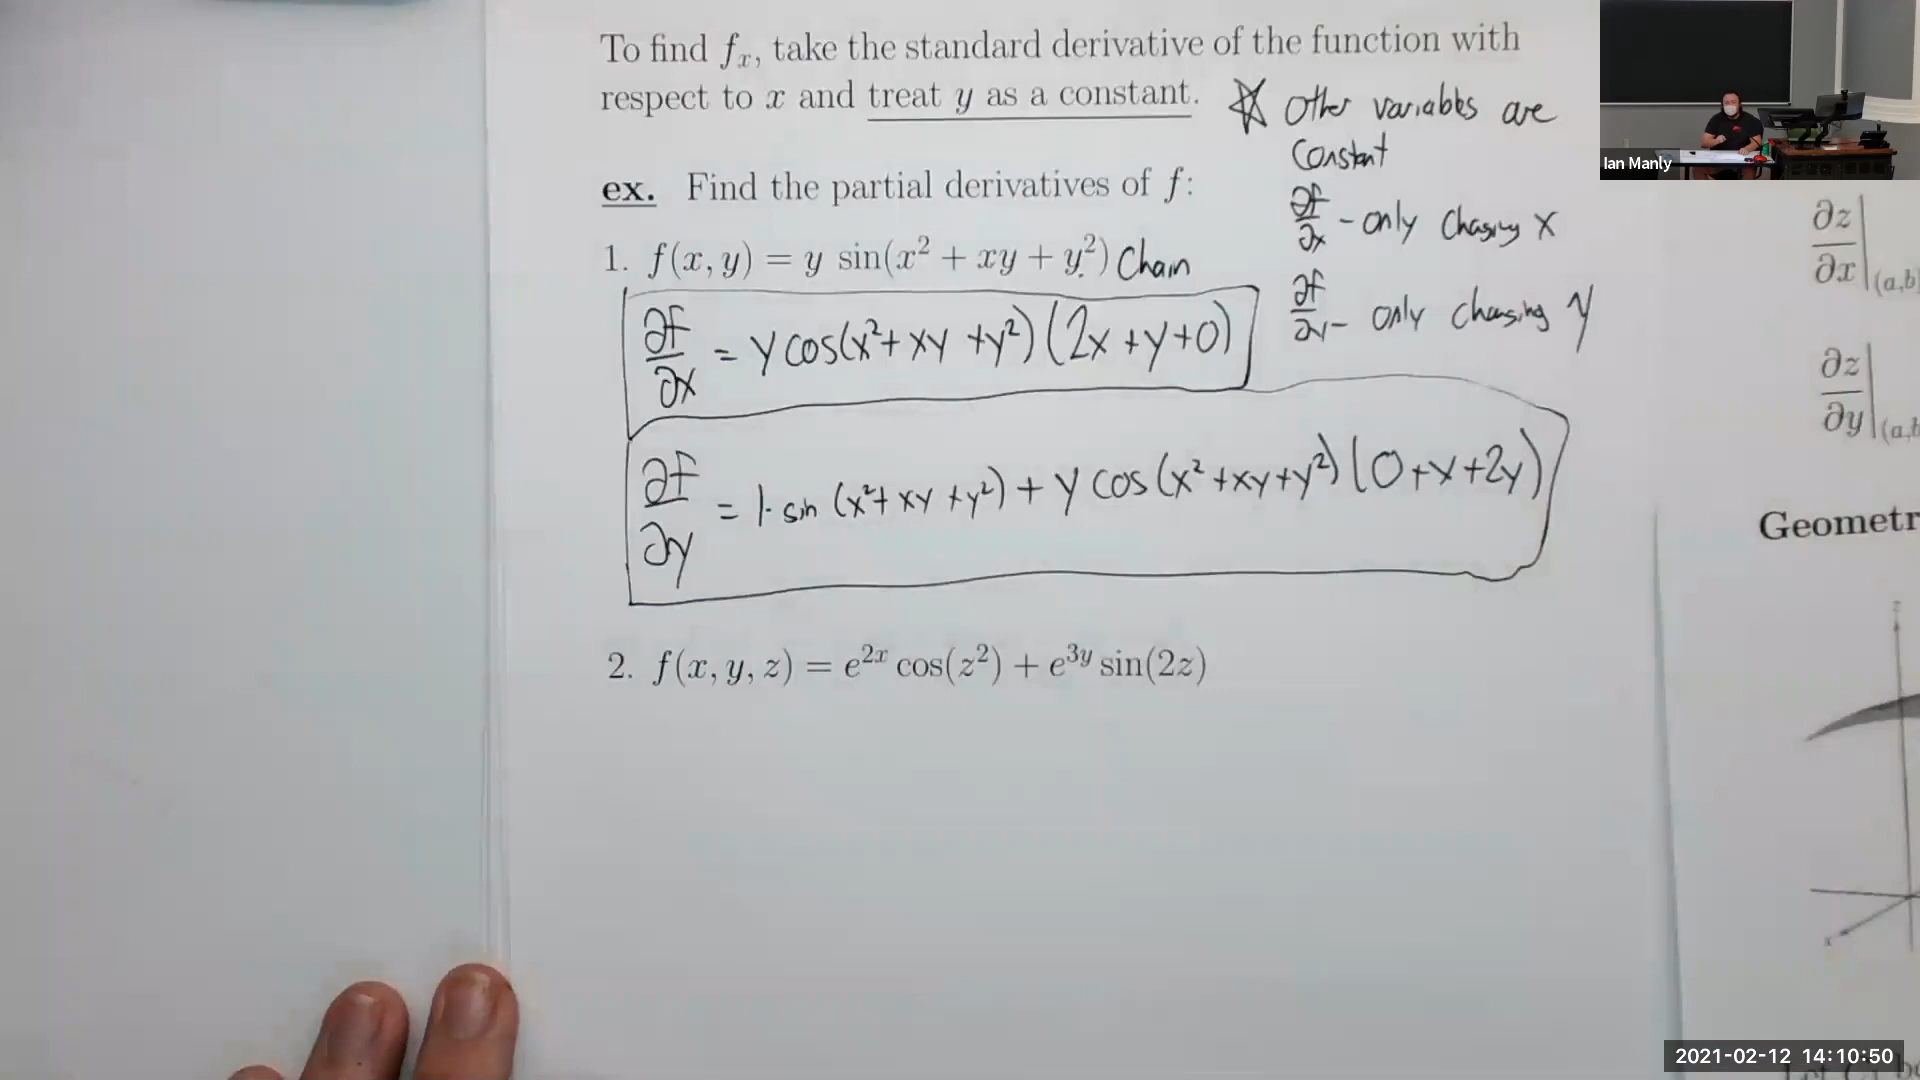 To find fₓ, take the standard derivative of the function with
respect to x and treat y as a constant.
☆ Other variables are
Constant
∂f/∂x - only changing x
∂f/∂y - only changing y
ex. Find the partial derivatives of f:
1. f(x, y) = y sin(x² + xy + y²) Chain
∂f/∂x = y cos(x² + xy + y²) (2x + y + 0)
∂f/∂y = 1· sin (x² + xy + y²) + y cos (x² + xy + y²) (0 + x + 2y)
2. f(x, y, z) = e²ˣ cos(z²) + e³ʸ sin(2z)
Ian Manly
∂z/∂x |(a,b
∂z/∂y |(a,b
Geometr
z
x
2021-02-12 14:10:50